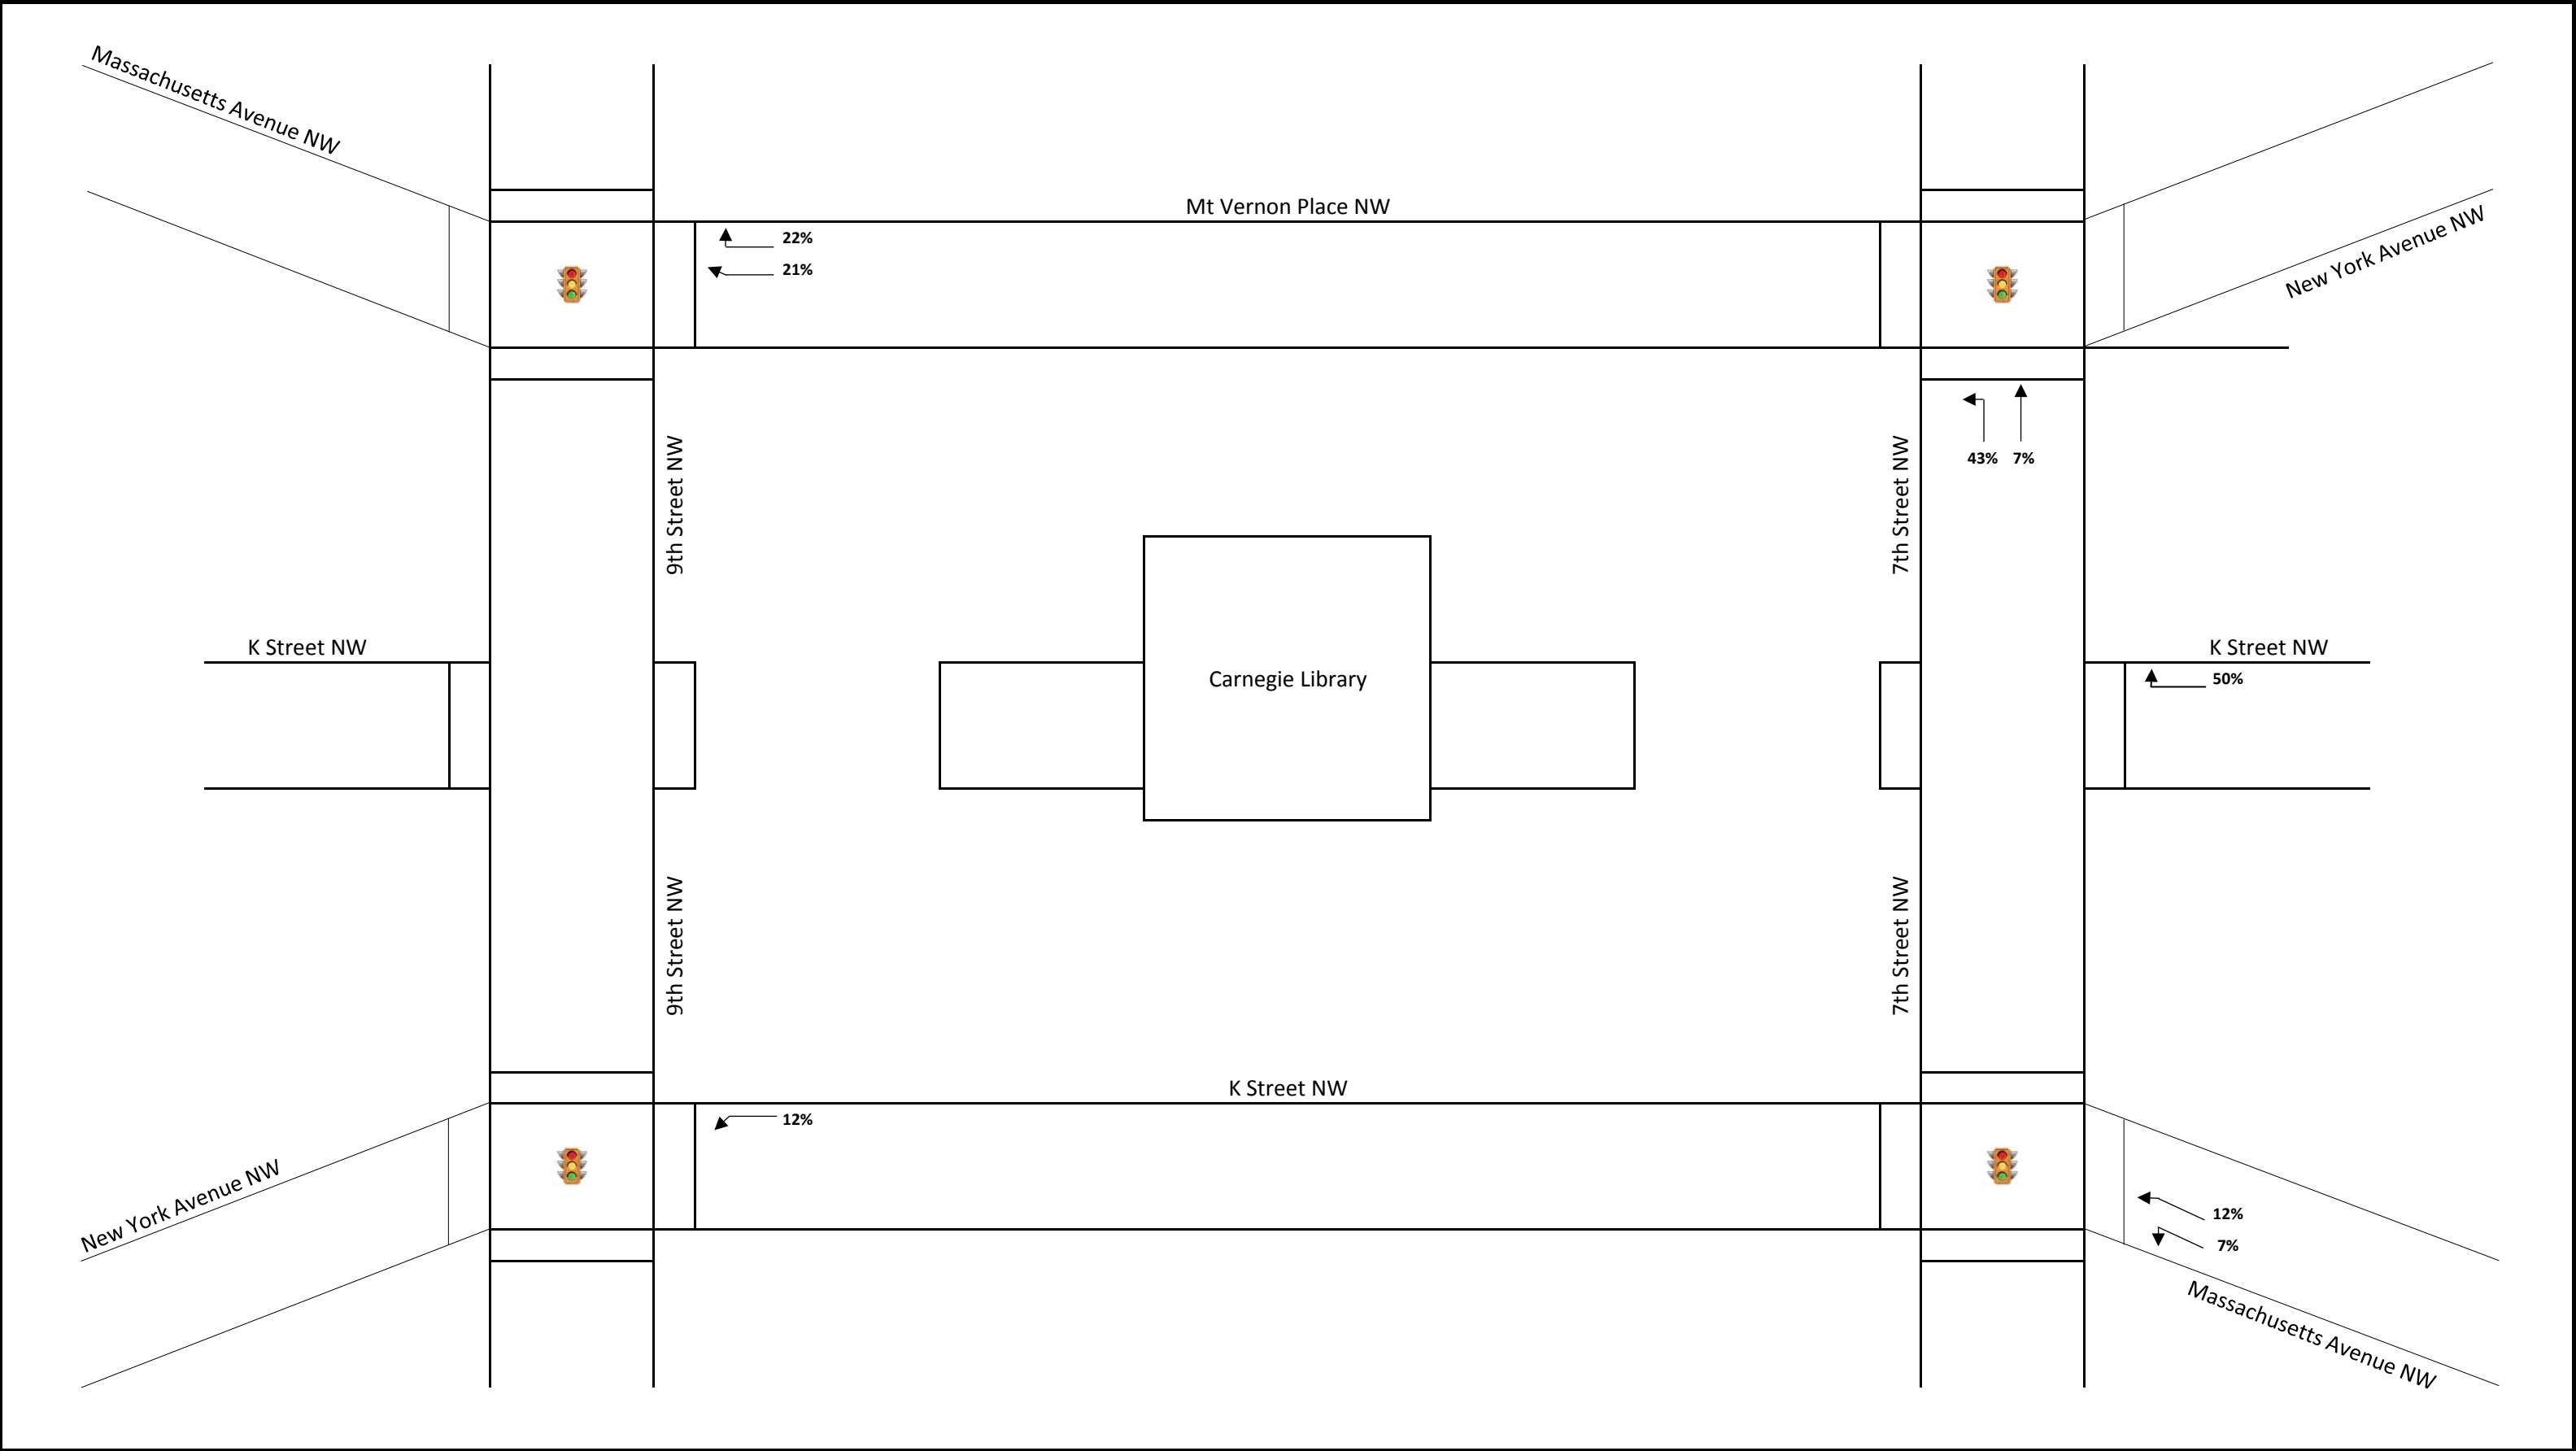 Massachusetts Avenue NW
Mt Vernon Place NW
22%
21%
New York Avenue NW
9th Street NW
7th Street NW
43% 7%
K Street NW
Carnegie Library
K Street NW
50%
9th Street NW
7th Street NW
K Street NW
12%
New York Avenue NW
12%
7%
Massachusetts Avenue NW